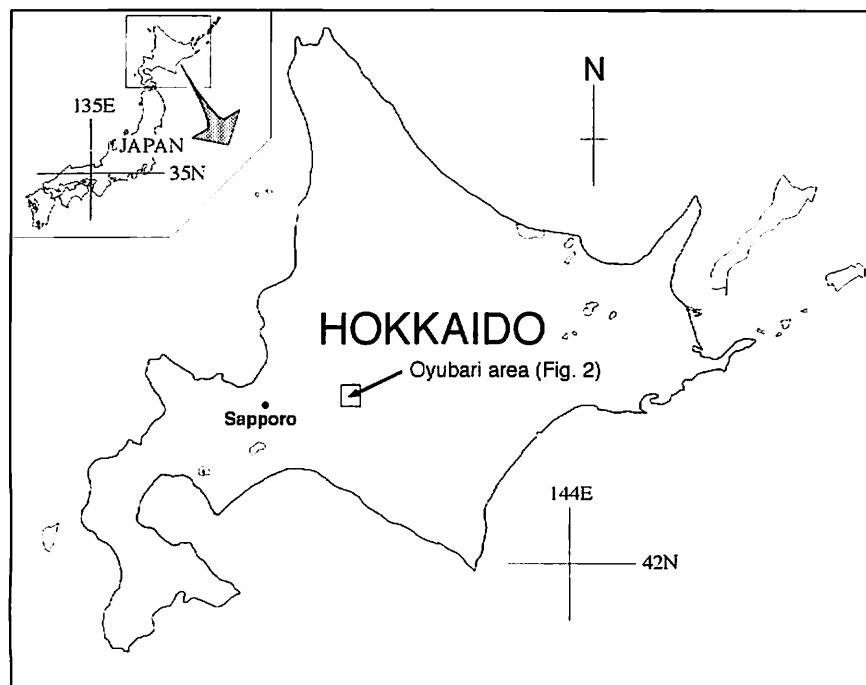 135E
JAPAN
35N
N
HOKKAIDO
Oyubari area (Fig. 2)
Sapporo
144E
42N